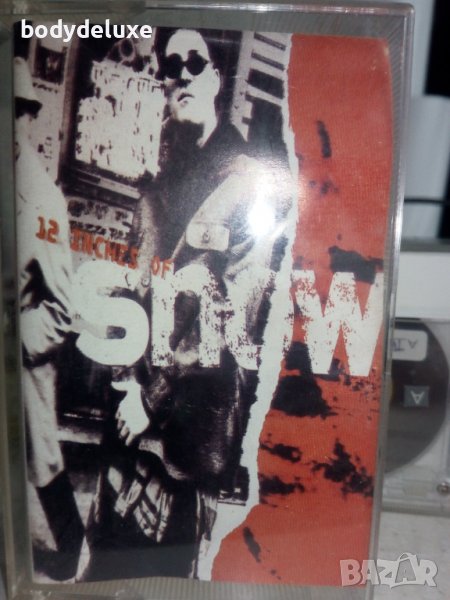 bodydeluxe
12 INCHES OF
snow
A
BAZAR